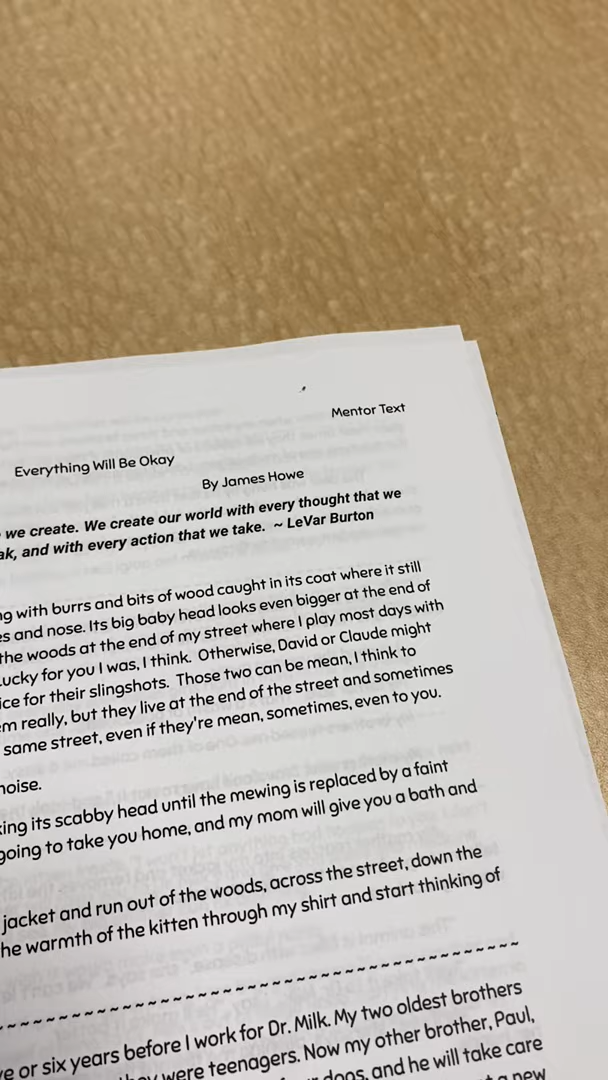 Mentor Text
Everything Will Be Okay
By James Howe
we create. We create our world with every thought that we
ak, and with every action that we take. ~ LeVar Burton
ng with burrs and bits of wood caught in its coat where it still
es and nose. Its big baby head looks even bigger at the end of
the woods at the end of my street where I play most days with
Lucky for you I was, I think. Otherwise, David or Claude might
ice for their slingshots. Those two can be mean, I think to
em really, but they live at the end of the street and sometimes
same street, even if they're mean, sometimes, even to you.
noise.
king its scabby head until the mewing is replaced by a faint
going to take you home, and my mom will give you a bath and
jacket and run out of the woods, across the street, down the
he warmth of the kitten through my shirt and start thinking of
~~~~~~~~~~~~~~~~~~~~~~~~~~~~~~~~~~~~
ve or six years before I work for Dr. Milk. My two oldest brothers
they were teenagers. Now my other brother, Paul,
dogs, and he will take care
a new